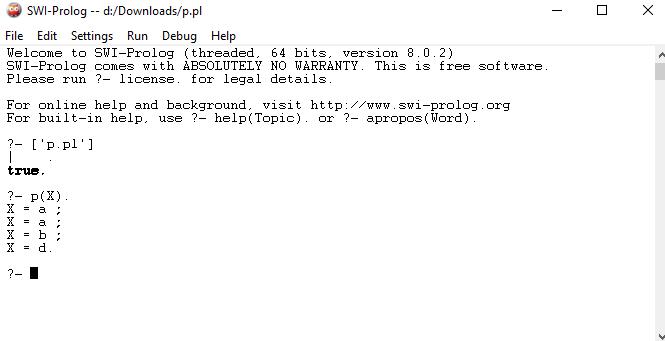 SWI-Prolog -- d:/Downloads/p.pl
File Edit Settings Run Debug Help
Welcome to SWI-Prolog (threaded, 64 bits, version 8.0.2)
SWI-Prolog comes with ABSOLUTELY NO WARRANTY. This is free software.
Please run ?- license. for legal details.
For online help and background, visit http://www.swi-prolog.org
For built-in help, use ?- help(Topic). or ?- apropos(Word).
?- ['p.pl']
|    .
true.
?- p(X).
X = a ;
X = a ;
X = b ;
X = d.
?-